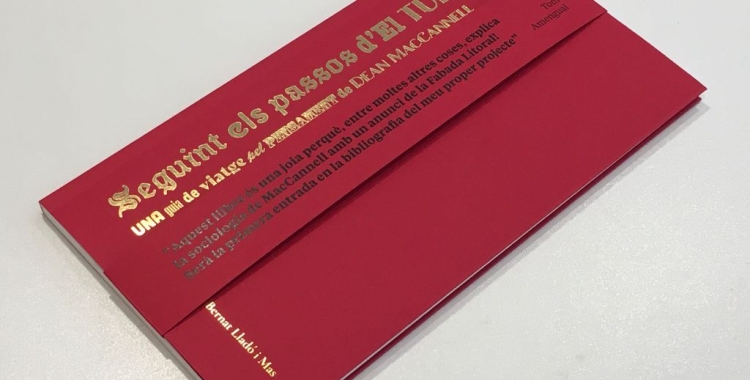 Seguint els passos d'El TU
UNA guia de viatge pel PENSAMENT de DEAN MACCANNELL
"Aquest llibre és una joia perquè, entre moltes altres coses, explica
la sociologia de MacCannell amb un anunci de la Fabada Litoral!
Serà la primera entrada en la bibliografia del meu proper projecte"
Toni
Amengual
Bernat Lladó i Mas